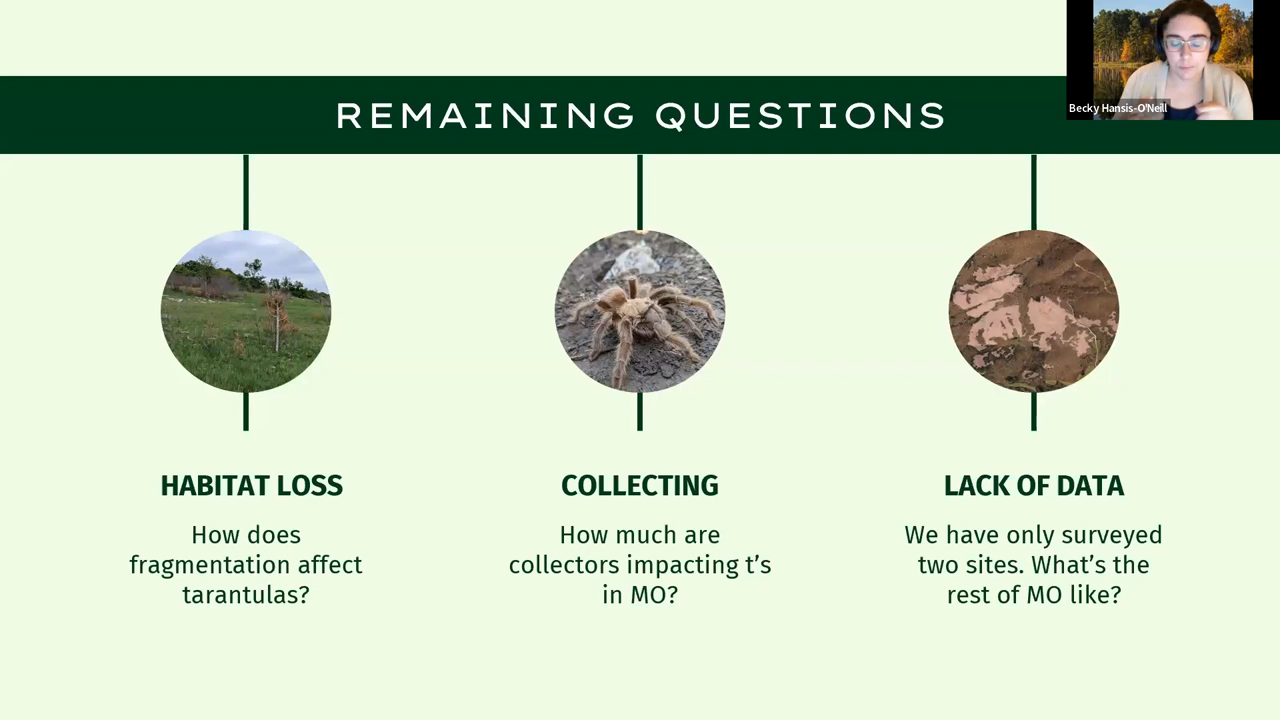 REMAINING QUESTIONS
Becky Hansis-O'Neill
HABITAT LOSS
How does
fragmentation affect
tarantulas?
COLLECTING
How much are
collectors impacting t’s
in MO?
LACK OF DATA
We have only surveyed
two sites. What’s the
rest of MO like?